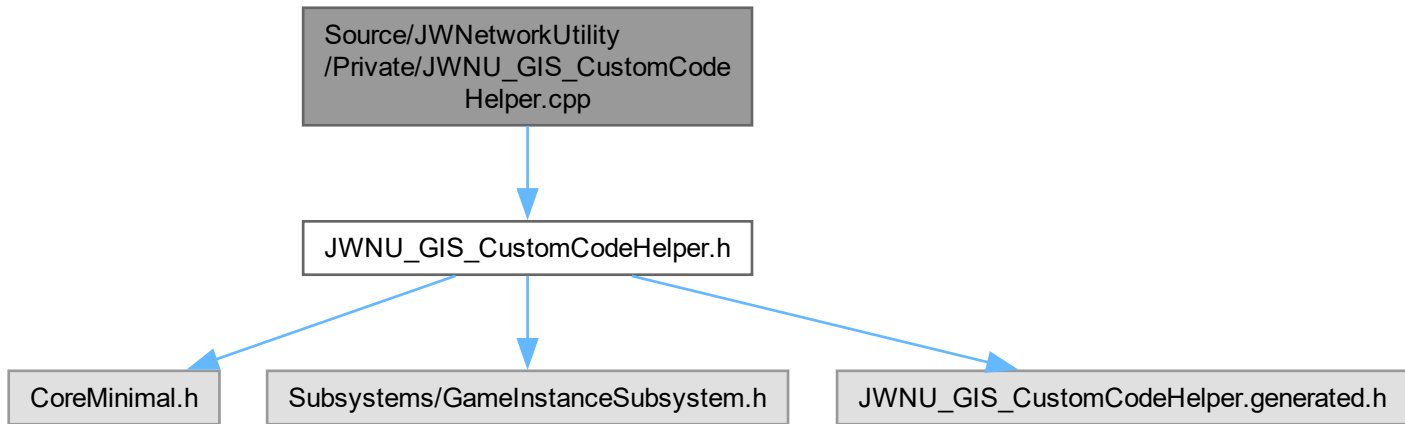 Source/JWNetworkUtility
/Private/JWNU_GIS_CustomCode
Helper.cpp
JWNU_GIS_CustomCodeHelper.h
CoreMinimal.h
Subsystems/GameInstanceSubsystem.h
JWNU_GIS_CustomCodeHelper.generated.h